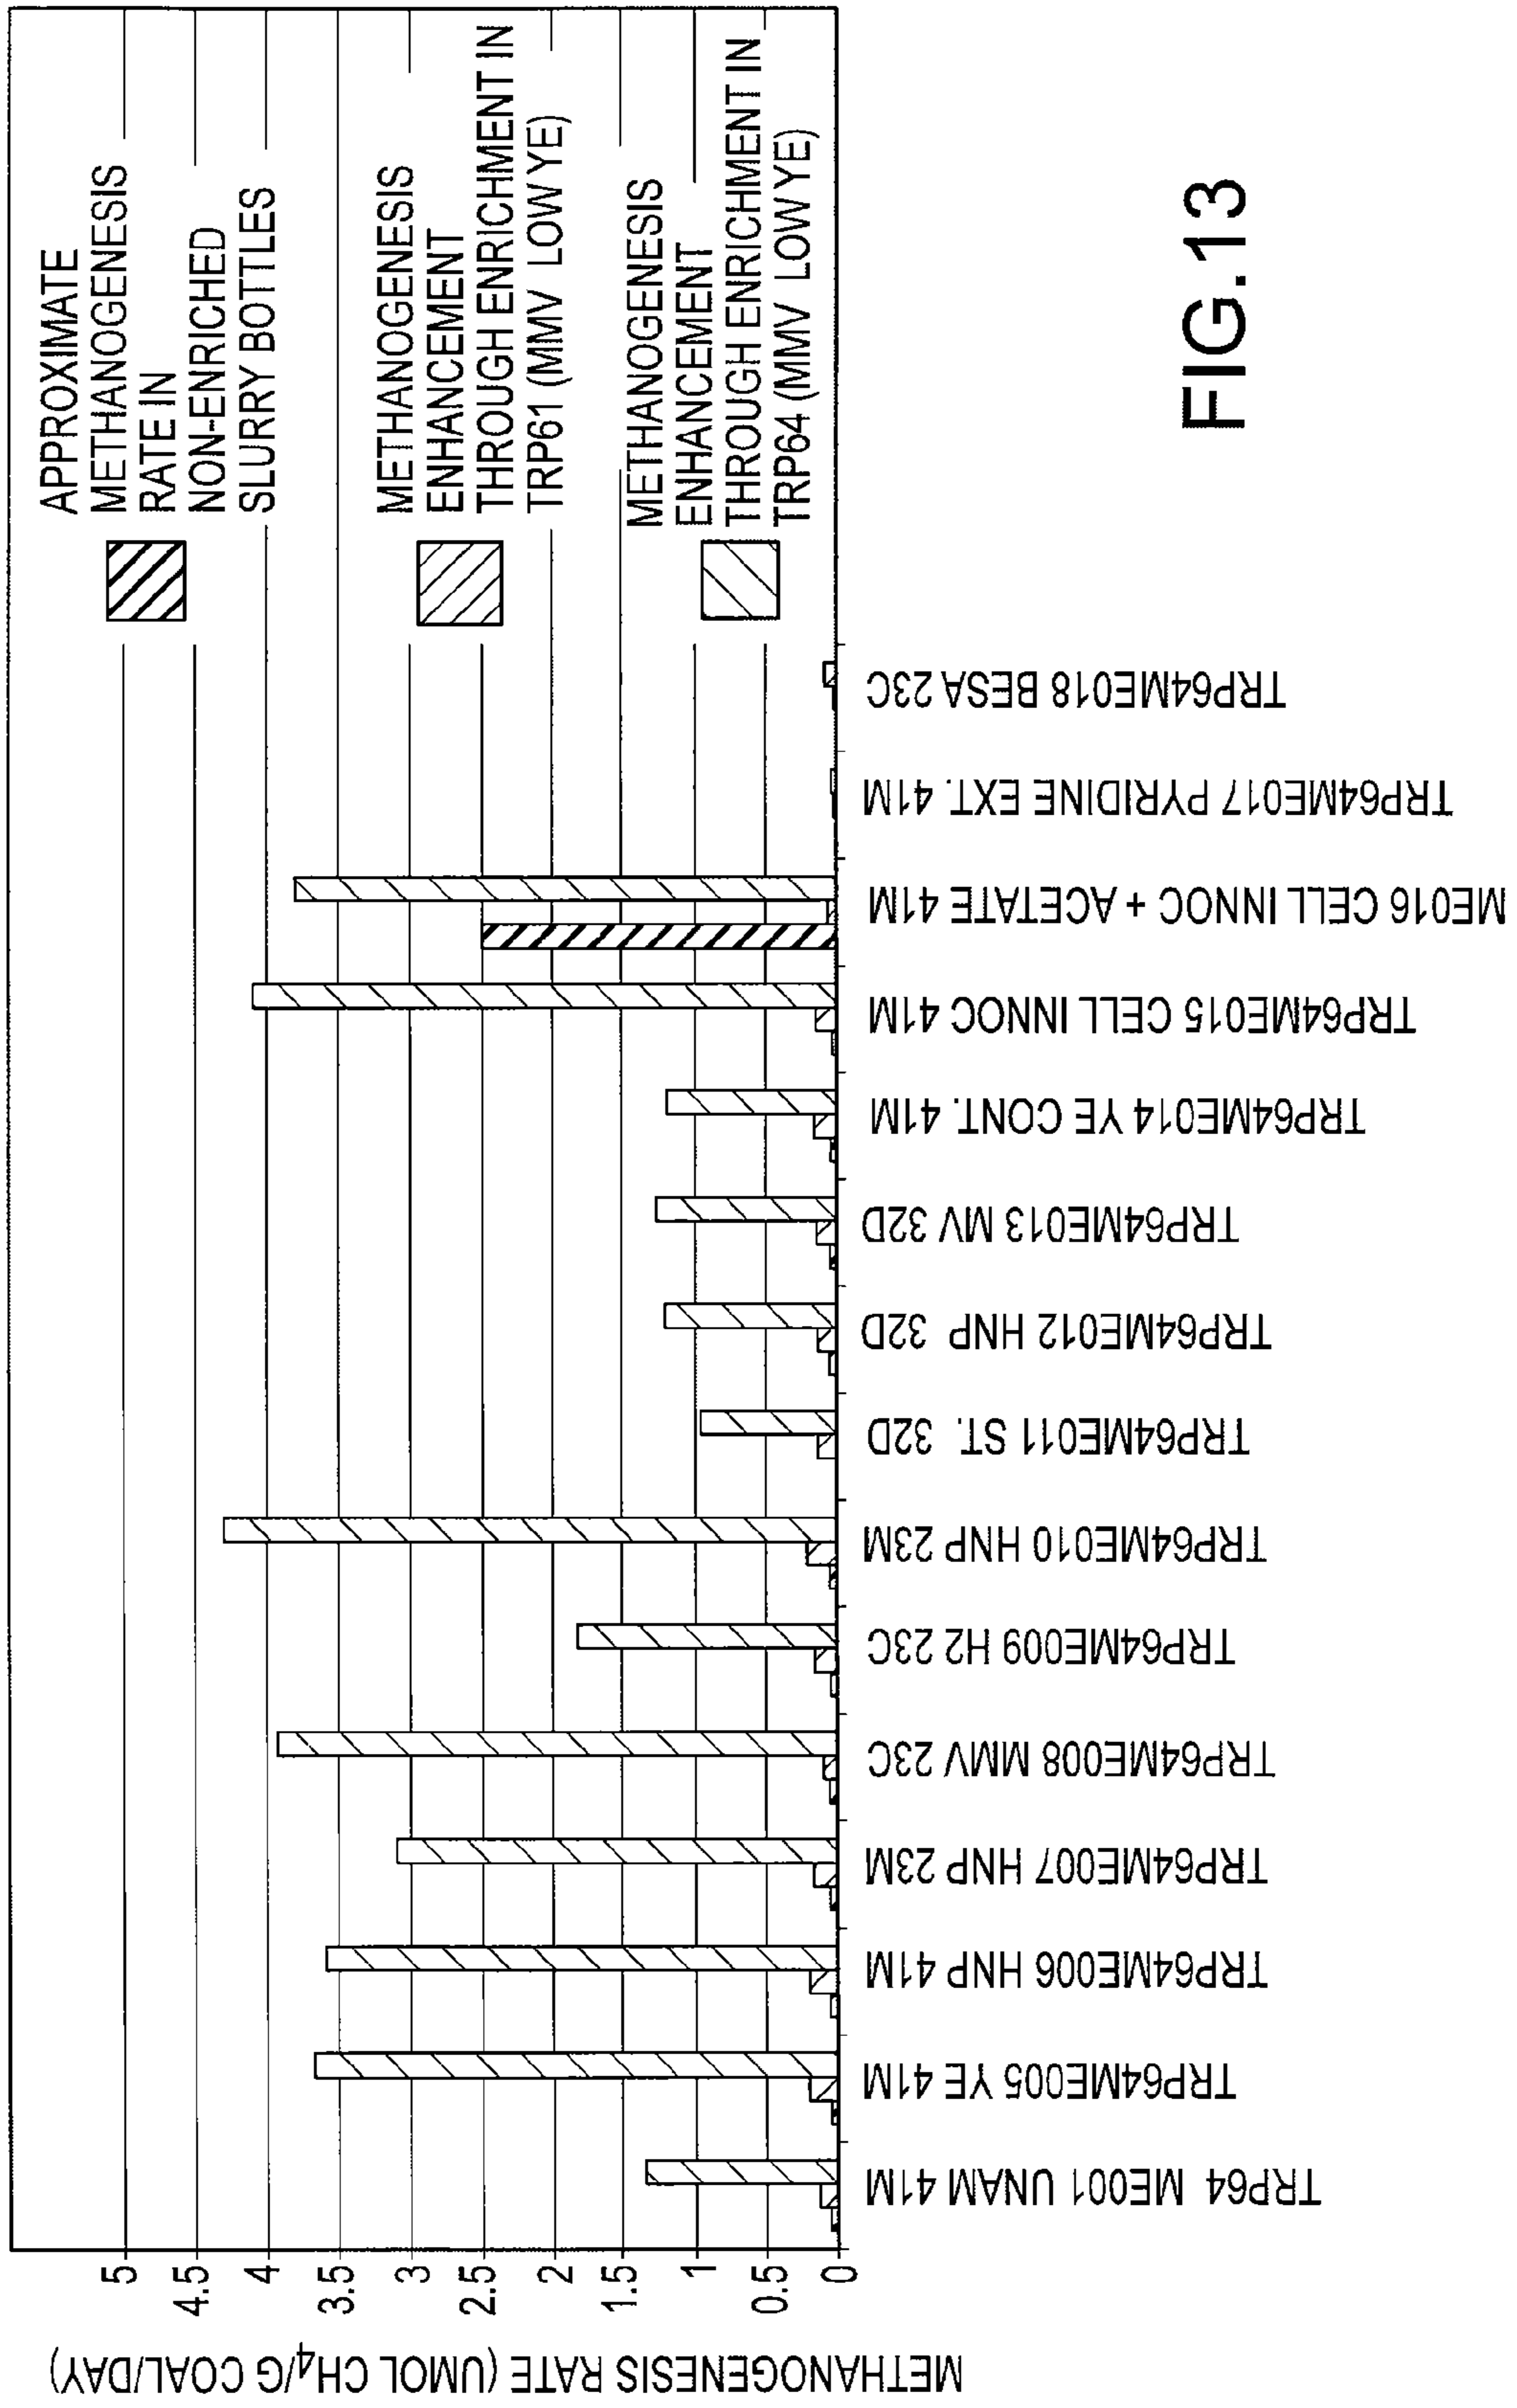 METHANOGENESIS RATE (UMOL CH4/G COAL/DAY)
5
4.5
4
3.5
3
2.5
2
1.5
1
0.5
0
TRP64 ME001 UNAM 41M
TRP64ME005 YE 41M
TRP64ME006 HNP 41M
TRP64ME007 HNP 23M
TRP64ME008 MMV 23C
TRP64ME009 H2 23C
TRP64ME010 HNP 23M
TRP64ME011 ST. 32D
TRP64ME012 HNP 32D
TRP64ME013 MV 32D
TRP64ME014 YE CONT. 41M
TRP64ME015 CELL INNOC 41M
ME016 CELL INNOC + ACETATE 41M
TRP64ME017 PYRIDINE EXT. 41M
TRP64ME018 BESA 23C
APPROXIMATE
METHANOGENESIS
RATE IN
NON-ENRICHED
SLURRY BOTTLES
METHANOGENESIS
ENHANCEMENT
THROUGH ENRICHMENT IN
TRP61 (MMV LOW YE)
METHANOGENESIS
ENHANCEMENT
THROUGH ENRICHMENT IN
TRP64 (MMV LOW YE)
FIG.13